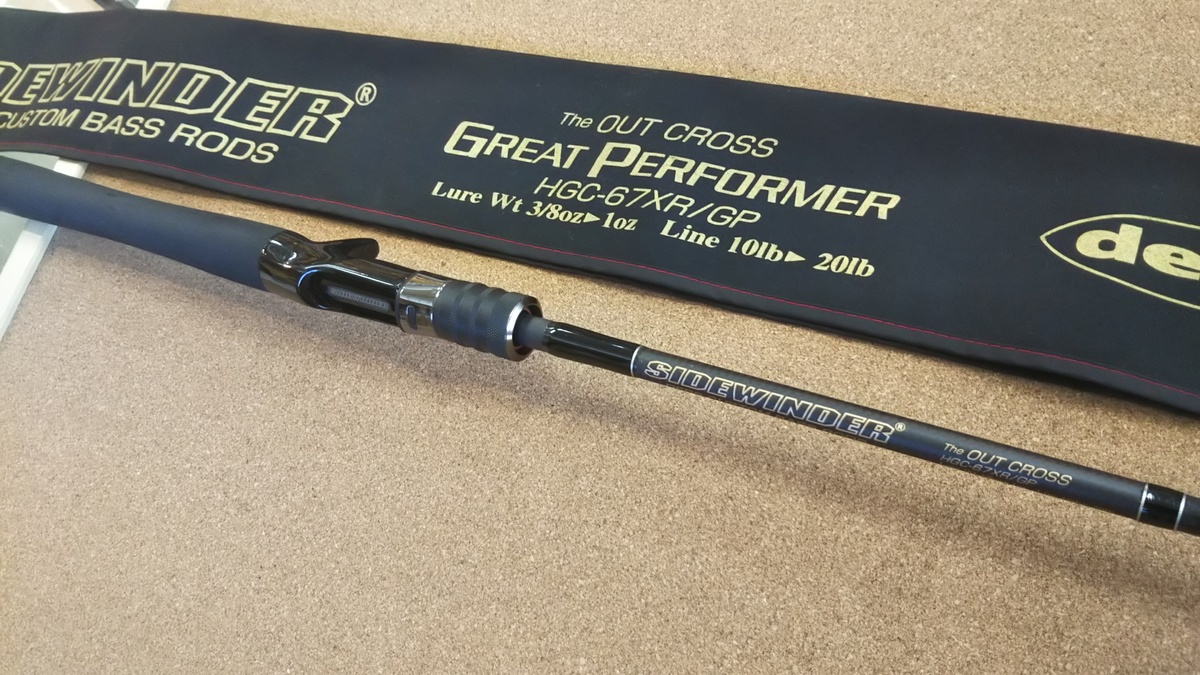 DEWINDER®
CUSTOM BASS RODS
The OUT CROSS
GREAT PERFORMER
HGC-67XR/GP
Lure Wt 3/8oz▶1oz Line 10lb▶ 20lb
de
SIDEWINDER®
The OUT CROSS
HGC-67XR/GP